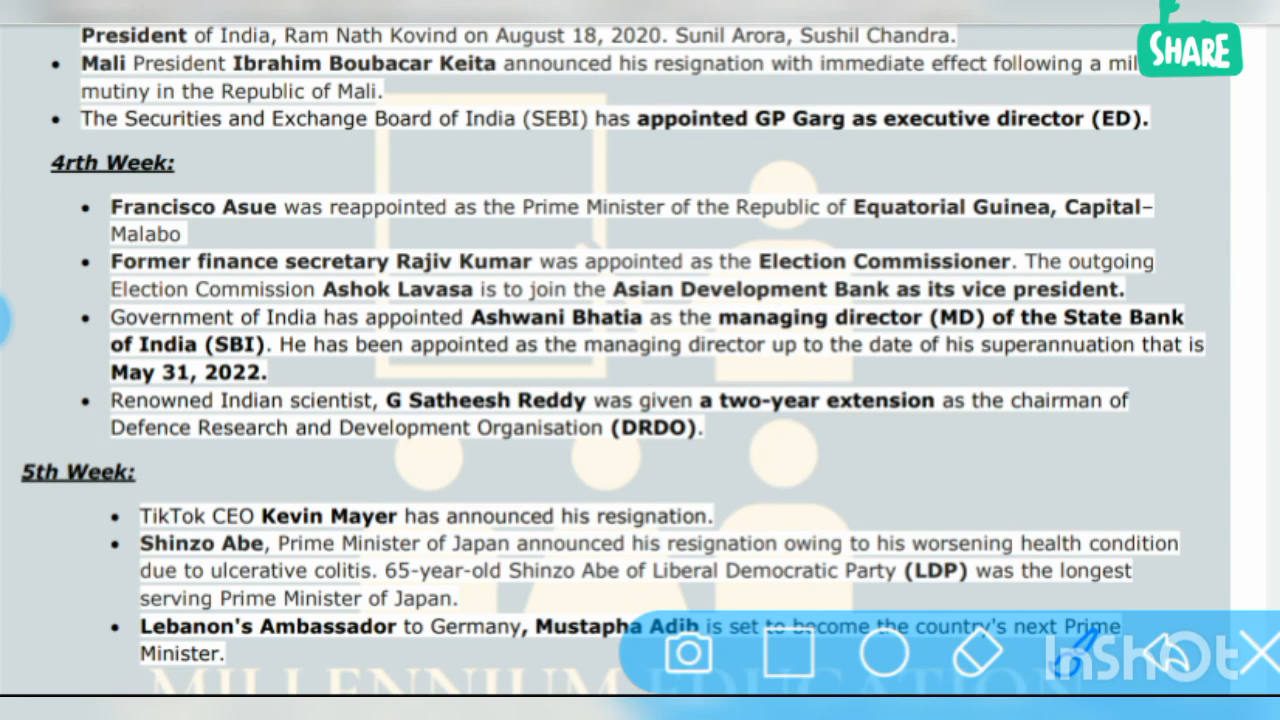 President of India, Ram Nath Kovind on August 18, 2020. Sunil Arora, Sushil Chandra.
SHARE
• Mali President Ibrahim Boubacar Keita announced his resignation with immediate effect following a mil
mutiny in the Republic of Mali.
• The Securities and Exchange Board of India (SEBI) has appointed GP Garg as executive director (ED).
4rth Week:
• Francisco Asue was reappointed as the Prime Minister of the Republic of Equatorial Guinea, Capital–
Malabo
• Former finance secretary Rajiv Kumar was appointed as the Election Commissioner. The outgoing
Election Commission Ashok Lavasa is to join the Asian Development Bank as its vice president.
• Government of India has appointed Ashwani Bhatia as the managing director (MD) of the State Bank
of India (SBI). He has been appointed as the managing director up to the date of his superannuation that is
May 31, 2022.
• Renowned Indian scientist, G Satheesh Reddy was given a two-year extension as the chairman of
Defence Research and Development Organisation (DRDO).
5th Week:
• TikTok CEO Kevin Mayer has announced his resignation.
• Shinzo Abe, Prime Minister of Japan announced his resignation owing to his worsening health condition
due to ulcerative colitis. 65-year-old Shinzo Abe of Liberal Democratic Party (LDP) was the longest
serving Prime Minister of Japan.
• Lebanon's Ambassador to Germany, Mustapha Adib is set to become the country's next Prime
Minister.
InShOt
MILLENNIUM EDUCATION